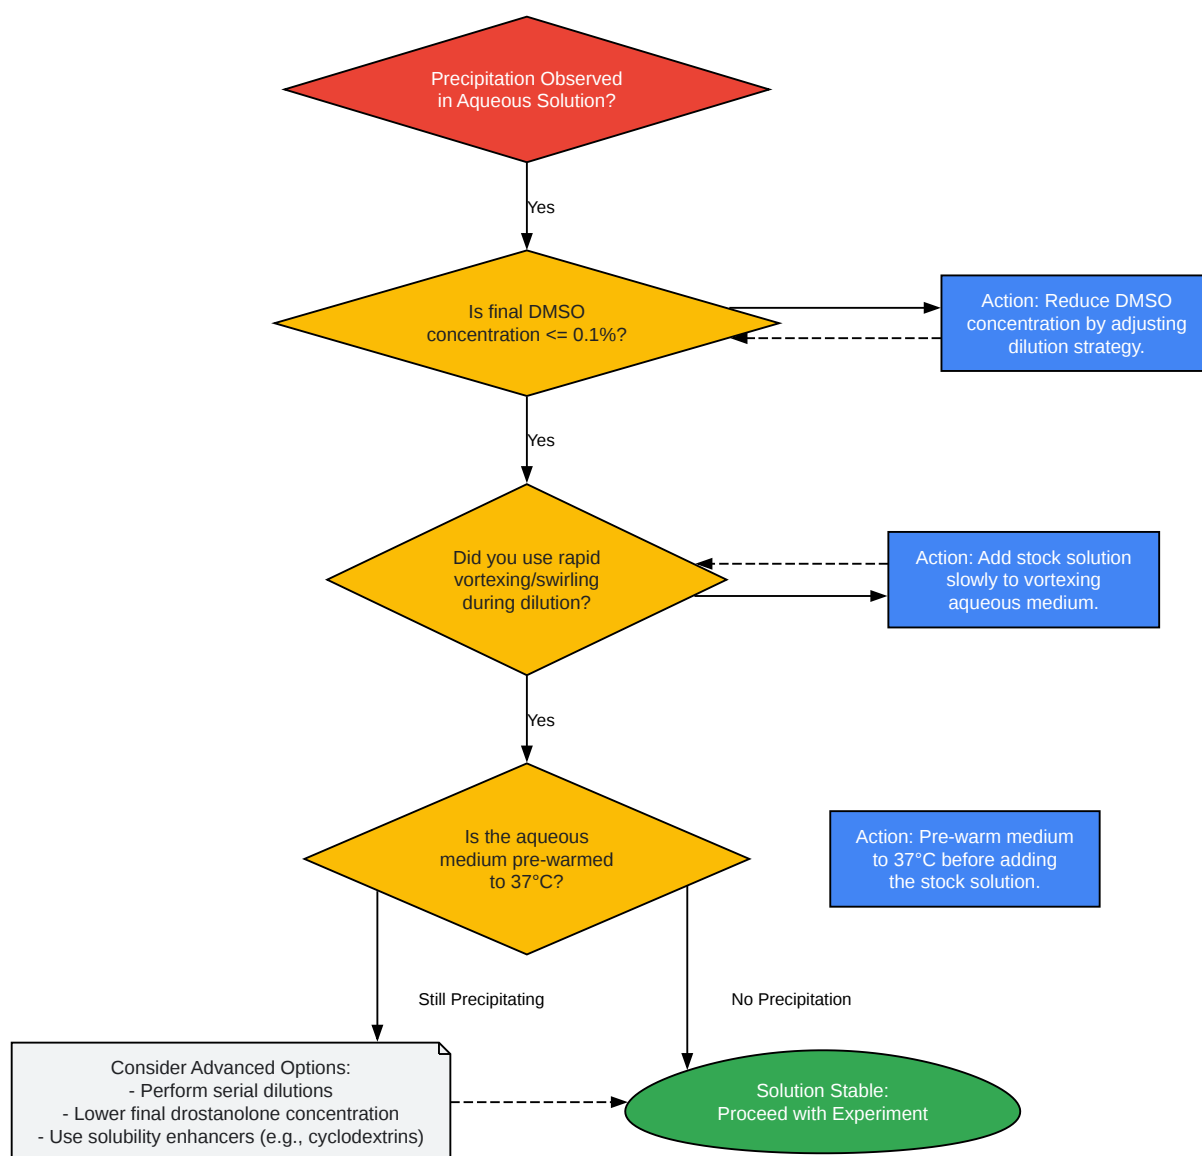 Precipitation Observed
in Aqueous Solution?
Yes
Is final DMSO
concentration <= 0.1%?
Action: Reduce DMSO
concentration by adjusting
dilution strategy.
Yes
Did you use rapid
vortexing/swirling
during dilution?
Action: Add stock solution
slowly to vortexing
aqueous medium.
Yes
Is the aqueous
medium pre-warmed
to 37°C?
Action: Pre-warm medium
to 37°C before adding
the stock solution.
Still Precipitating
No Precipitation
Consider Advanced Options:
- Perform serial dilutions
- Lower final drostanolone concentration
- Use solubility enhancers (e.g., cyclodextrins)
Solution Stable:
Proceed with Experiment